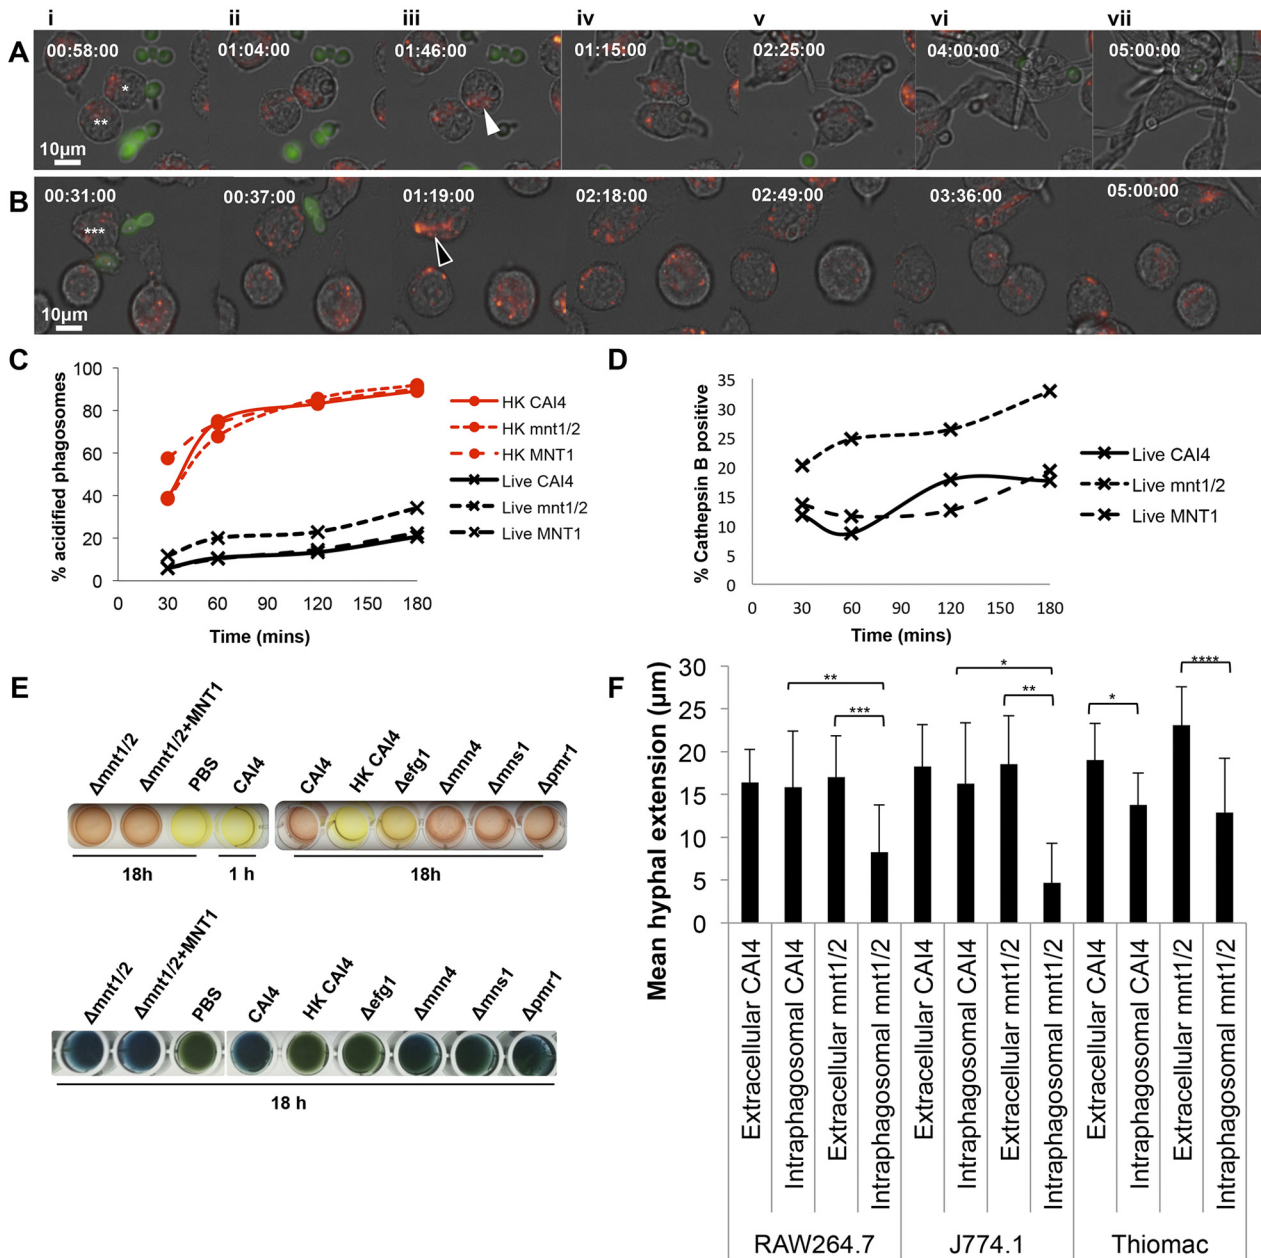 i ii iii iv v vi vii
A
00:58:00 01:04:00 01:46:00 01:15:00 02:25:00 04:00:00 05:00:00
*
**
10µm
B
00:31:00 00:37:00 01:19:00 02:18:00 02:49:00 03:36:00 05:00:00
***
10µm
C
% acidified phagosomes
100
80
60
40
20
0
0 30 60 90 120 150 180
Time (mins)
HK CAI4
HK mnt1/2
HK MNT1
Live CAI4
Live mnt1/2
Live MNT1
D
% Cathepsin B positive
35
30
25
20
15
10
5
0
0 30 60 90 120 150 180
Time (mins)
Live CAI4
Live mnt1/2
Live MNT1
E
Δmnt1/2 Δmnt1/2+MNT1 PBS CAI4 CAI4 HK CAI4 Δefg1 Δmnn4 Δmns1 Δpmr1
18h 1 h 18h
Δmnt1/2 Δmnt1/2+MNT1 PBS CAI4 HK CAI4 Δefg1 Δmnn4 Δmns1 Δpmr1
18 h
F
Mean hyphal extension (µm)
30
25
20
15
10
5
0
** *** * ** * ****
Extracellular CAI4
Intraphagosomal CAI4
Extracellular mnt1/2
Intraphagosomal mnt1/2
Extracellular CAI4
Intraphagosomal CAI4
Extracellular mnt1/2
Intraphagosomal mnt1/2
Extracellular CAI4
Intraphagosomal CAI4
Extracellular mnt1/2
Intraphagosomal mnt1/2
RAW264.7 J774.1 Thiomac